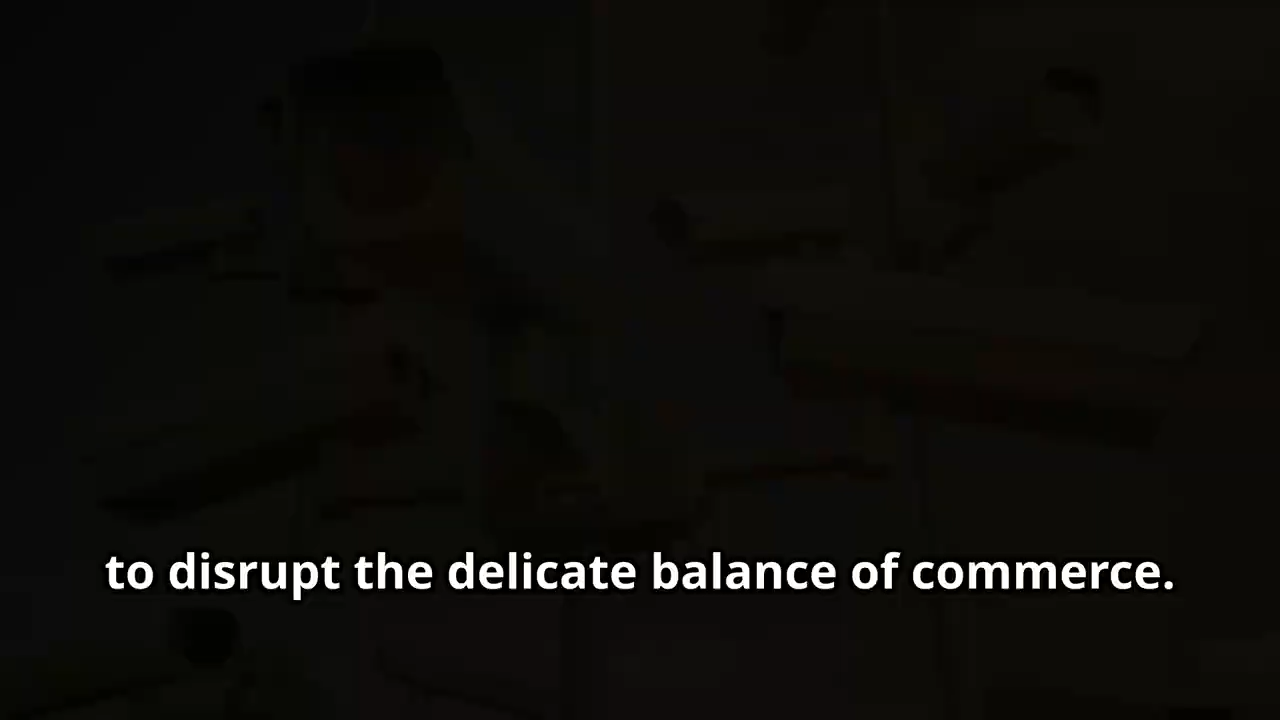 to disrupt the delicate balance of commerce.